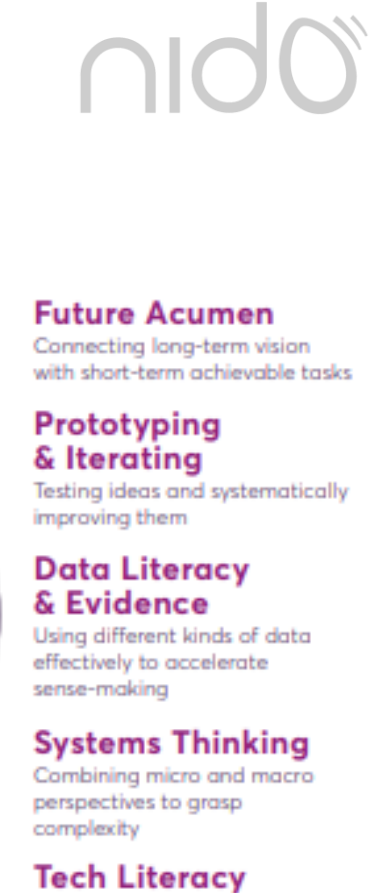 nido
Future Acumen
Connecting long-term vision
with short-term achievable tasks
Prototyping
& Iterating
Testing ideas and systematically
improving them
Data Literacy
& Evidence
Using different kinds of data
effectively to accelerate
sense-making
Systems Thinking
Combining micro and macro
perspectives to grasp
complexity
Tech Literacy